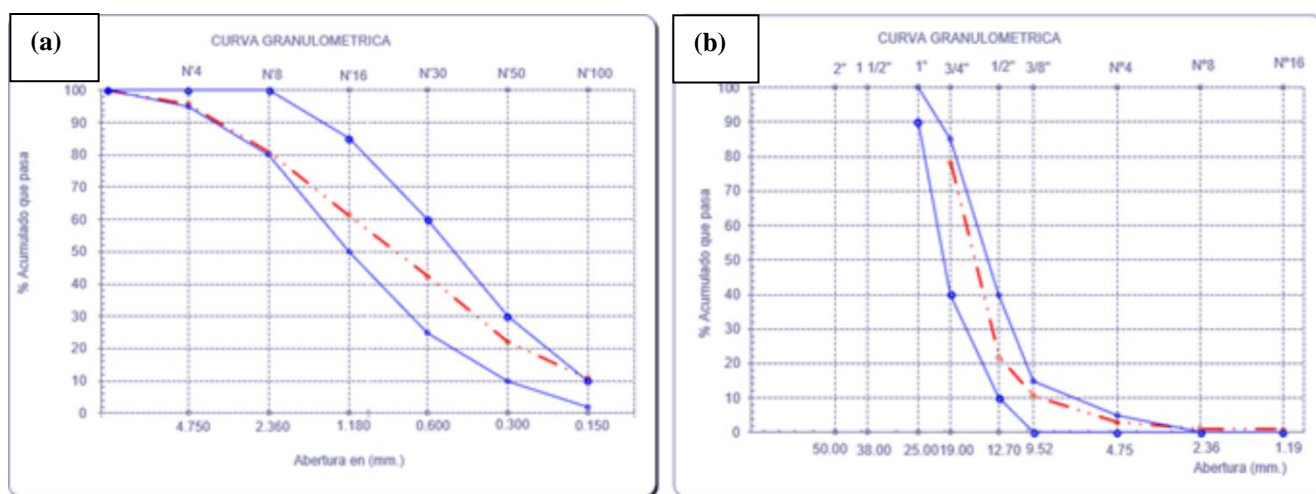 (a)
CURVA GRANULOMETRICA
N'4 N'8 N'16 N'30 N'50 N'100
100
90
80
70
60
50
40
30
20
10
0
% Acumulado que pasa
4.750 2.360 1.180 0.600 0.300 0.150
Abertura en (mm.)
(b)
CURVA GRANULOMETRICA
2" 1 1/2" 1" 3/4" 1/2" 3/8" Nº4 Nº8 Nº16
100
90
80
70
60
50
40
30
20
10
0
% Acumulado que pasa
50.00 38.00 25.00 19.00 12.70 9.52 4.75 2.36 1.19
Abertura (mm.)